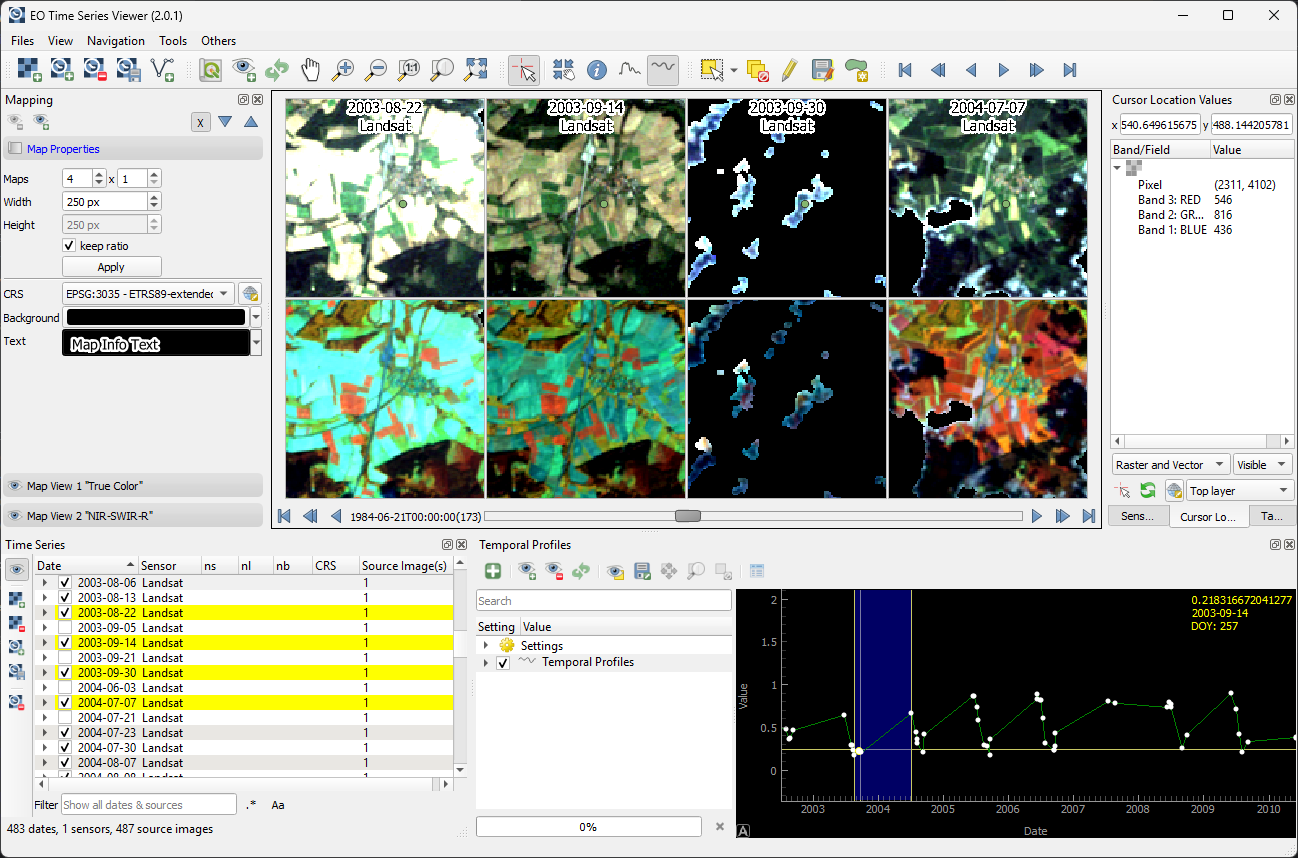 EO Time Series Viewer (2.0.1)
Files View Navigation Tools Others
1:1
Mapping
X
Map Properties
Maps 4 x 1
Width 250 px
Height 250 px
keep ratio
Apply
CRS EPSG:3035 - ETRS89-extended
Background
Text Map Info Text
Map View 1 "True Color"
Map View 2 "NIR-SWIR-R"
2003-08-22
Landsat
2003-09-14
Landsat
2003-09-30
Landsat
2004-07-07
Landsat
1984-06-21T00:00:00(173)
Cursor Location Values
x 540.649615675 y 488.144205781
Band/Field Value
Pixel (2311, 4102)
Band 3: RED 546
Band 2: GR... 816
Band 1: BLUE 436
Raster and Vector Visible
Top layer
Sens... Cursor Lo... Ta...
Time Series
Date Sensor ns nl nb CRS Source Image(s)
2003-08-06 Landsat 1
2003-08-13 Landsat 1
2003-08-22 Landsat 1
2003-09-05 Landsat 1
2003-09-14 Landsat 1
2003-09-21 Landsat 1
2003-09-30 Landsat 1
2004-06-03 Landsat 1
2004-07-07 Landsat 1
2004-07-21 Landsat 1
2004-07-23 Landsat 1
2004-07-30 Landsat 1
2004-08-07 Landsat 1
2004-08-08 Landsat 1
Filter Show all dates & sources .* Aa
483 dates, 1 sensors, 487 source images
Temporal Profiles
Search
Setting Value
Settings
Temporal Profiles
0%
0.218316672041277
2003-09-14
DOY: 257
2
1.5
1
0.5
0
Value
2003 2004 2005 2006 2007 2008 2009 2010
Date
A